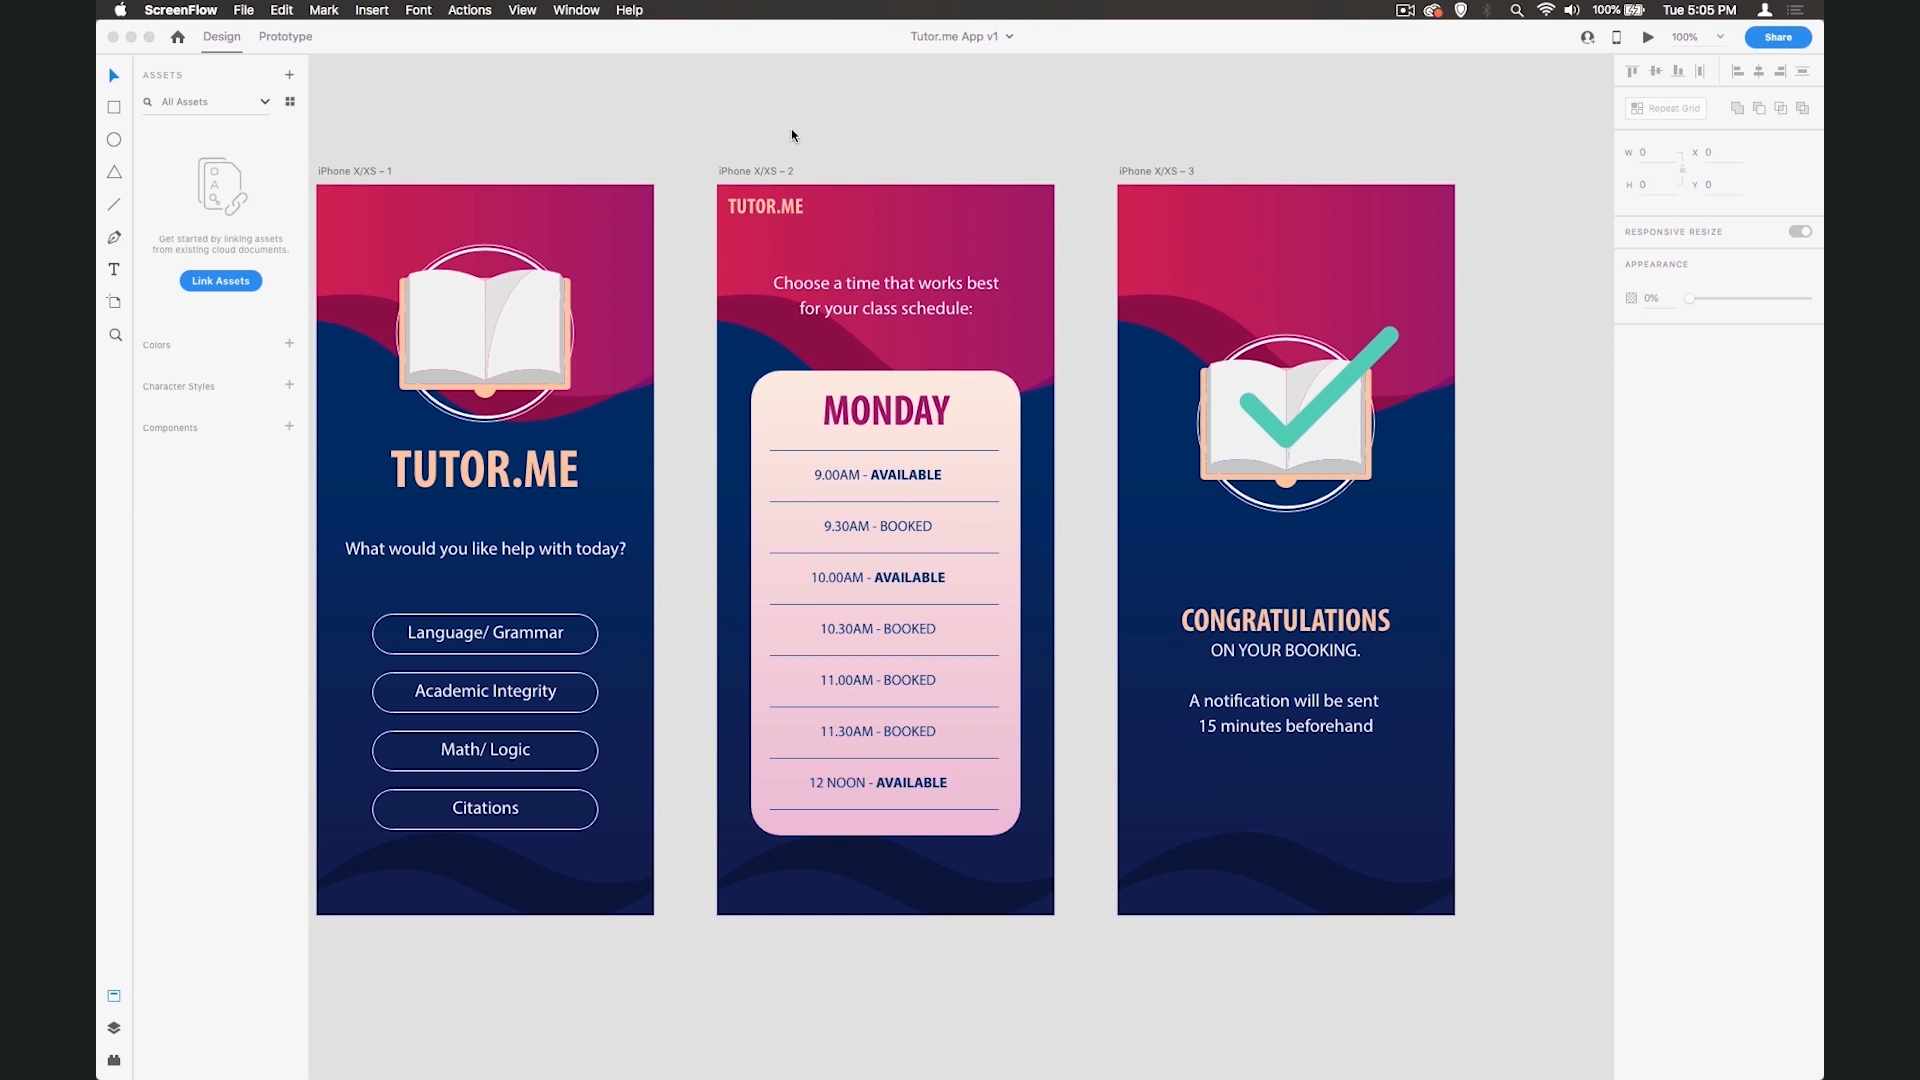 ScreenFlow File Edit Mark Insert Font Actions View Window Help
100% Tue 5:05 PM
Design Prototype
Tutor.me App v1
100%
Share
ASSETS
All Assets
Get started by linking assets
from existing cloud documents.
Link Assets
Colors
Character Styles
Components
iPhone X/XS – 1
TUTOR.ME
What would you like help with today?
Language/ Grammar
Academic Integrity
Math/ Logic
Citations
iPhone X/XS – 2
TUTOR.ME
Choose a time that works best
for your class schedule:
MONDAY
9.00AM - AVAILABLE
9.30AM - BOOKED
10.00AM - AVAILABLE
10.30AM - BOOKED
11.00AM - BOOKED
11.30AM - BOOKED
12 NOON - AVAILABLE
iPhone X/XS – 3
CONGRATULATIONS
ON YOUR BOOKING.
A notification will be sent
15 minutes beforehand
Repeat Grid
W 0 X 0
H 0 Y 0
RESPONSIVE RESIZE
APPEARANCE
0%